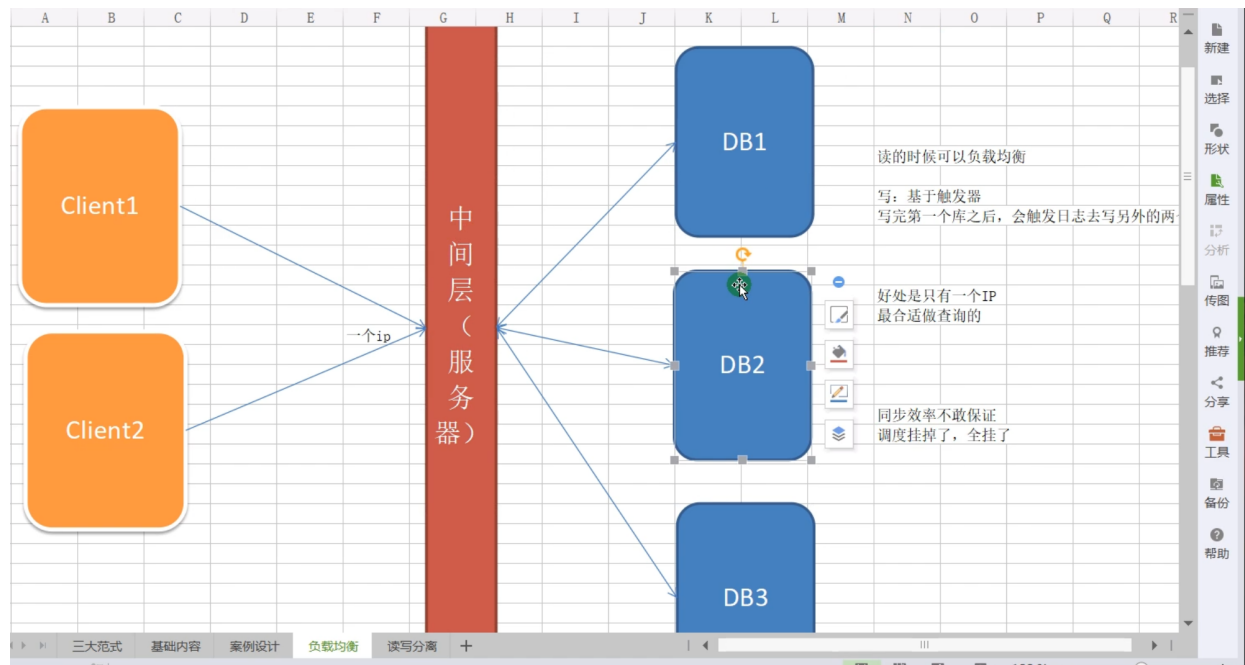 A B C D E F G H I J K L M N O P Q R
新建
选择
形状
属性
分析
传图
推荐
分享
工具
备份
帮助
Client1
Client2
一个ip
中
间
层
（
服
务
器）
DB1
DB2
DB3
读的时候可以负载均衡
写：基于触发器
写完第一个库之后，会触发日志去写另外的两
好处是只有一个IP
最合适做查询的
同步效率不敢保证
调度挂掉了，全挂了
三大范式 基础内容 案例设计 负载均衡 读写分离 +